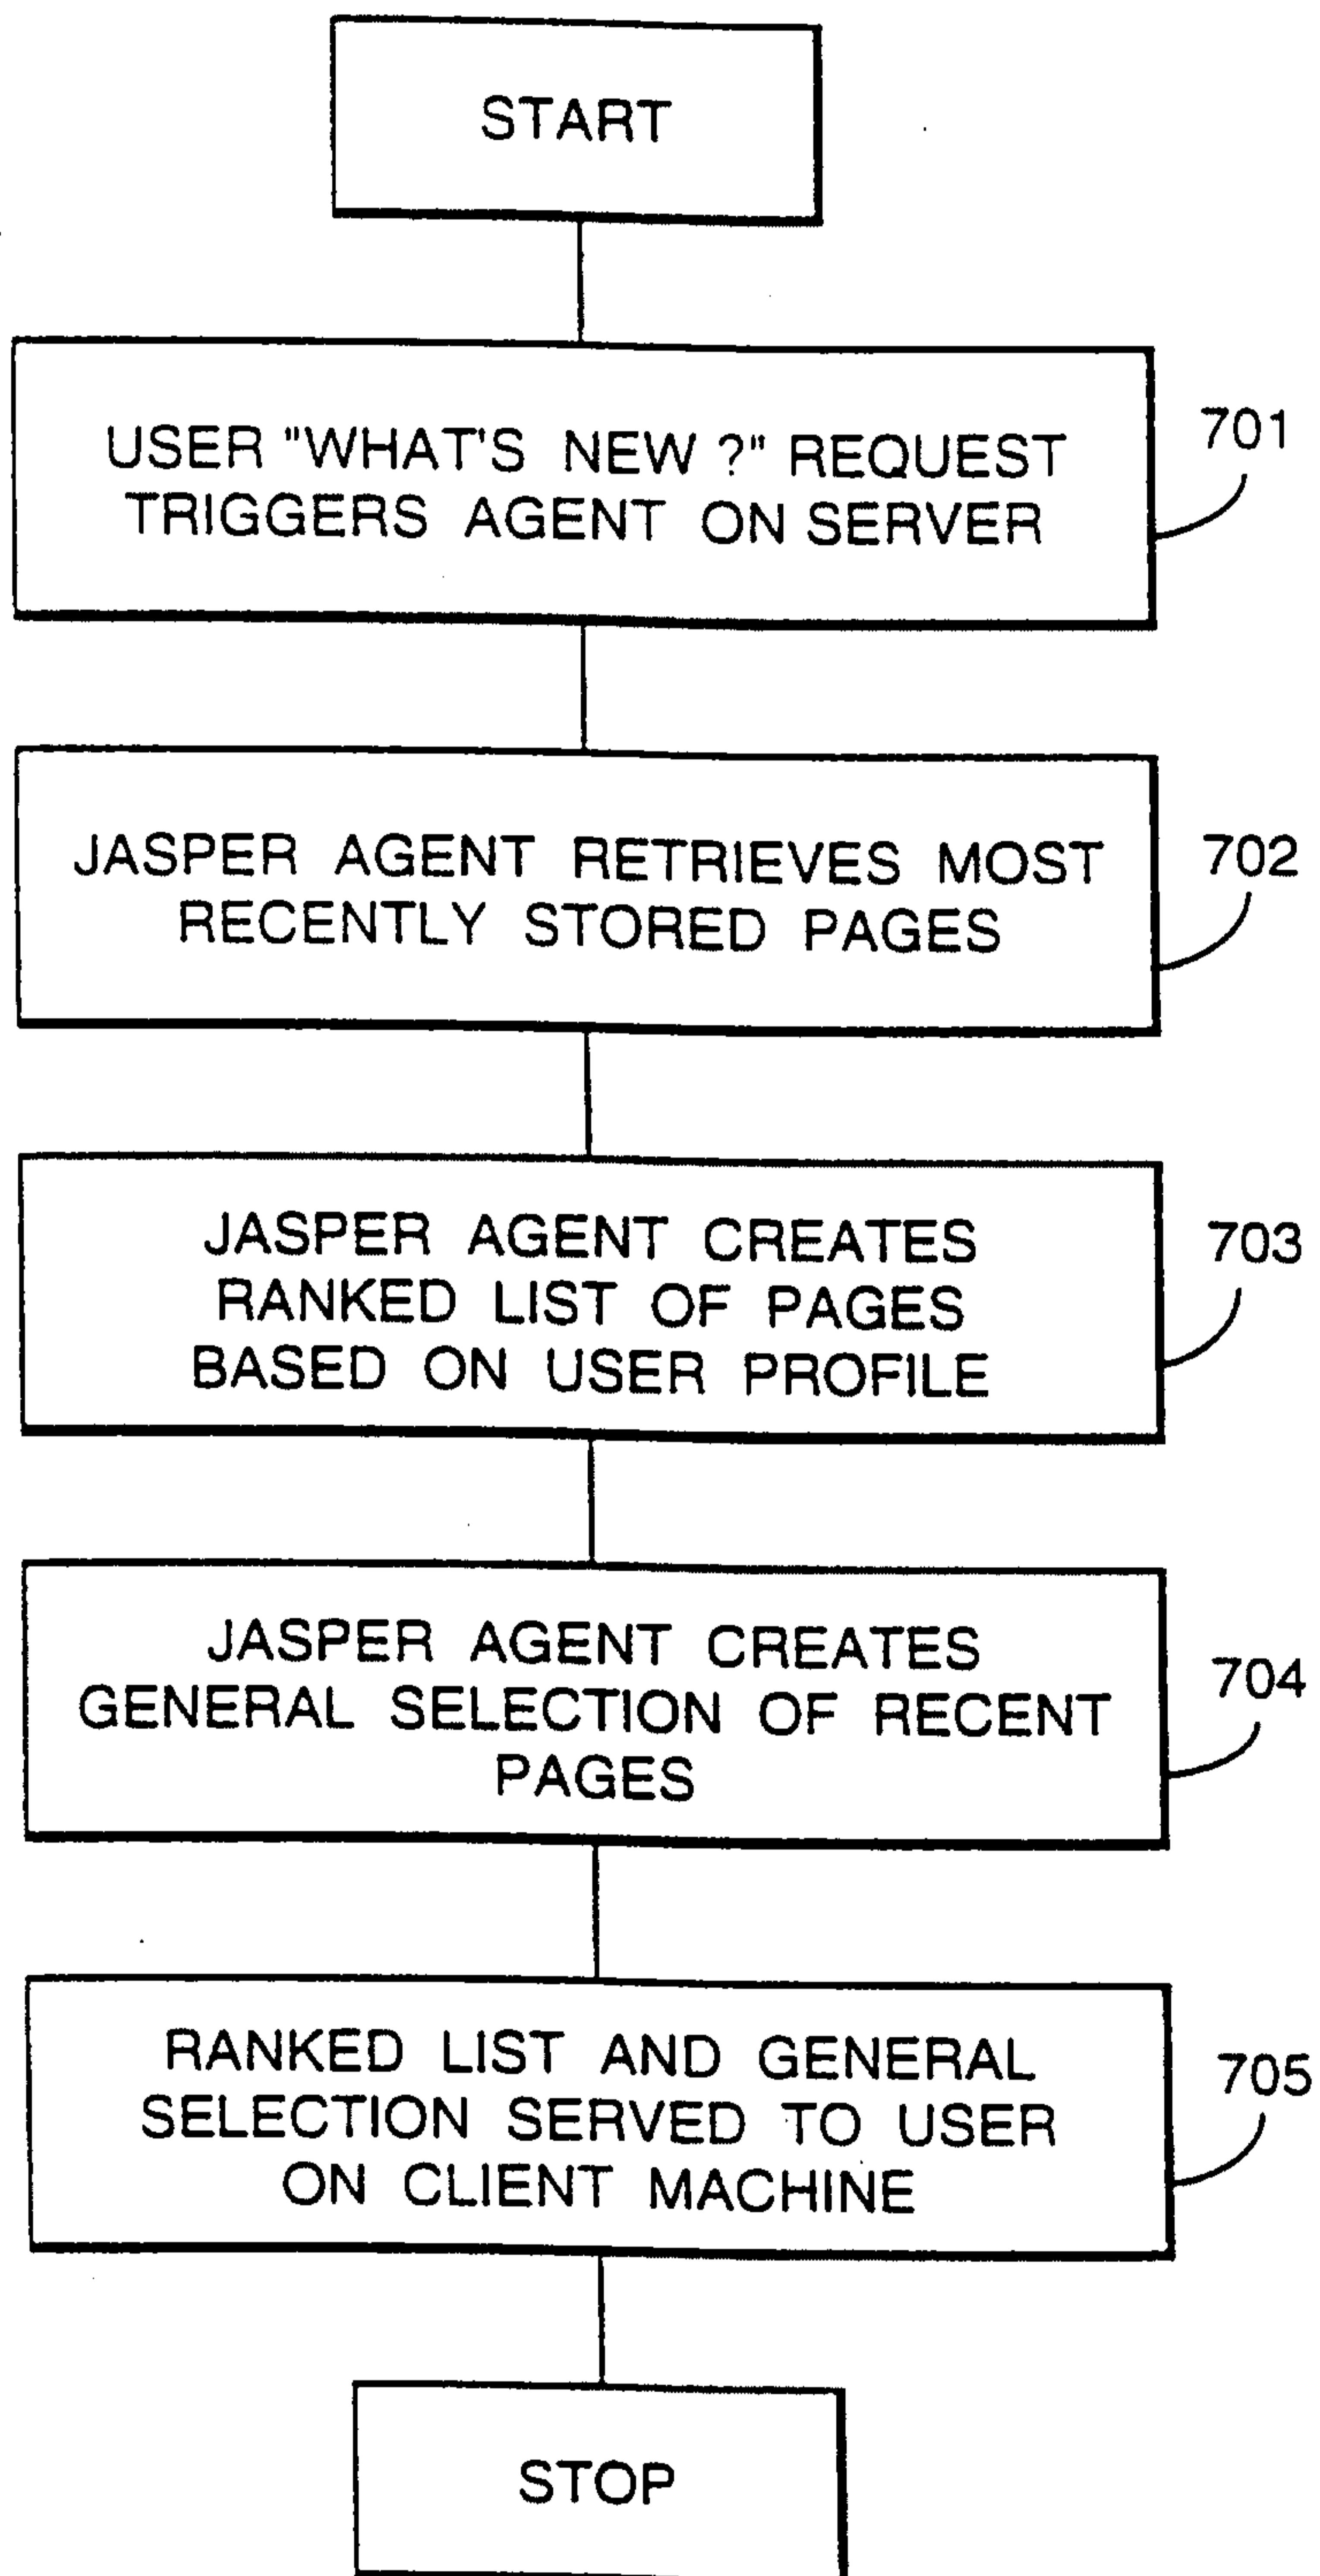 START
USER "WHAT'S NEW ?" REQUEST
TRIGGERS AGENT ON SERVER
701
JASPER AGENT RETRIEVES MOST
RECENTLY STORED PAGES
702
JASPER AGENT CREATES
RANKED LIST OF PAGES
BASED ON USER PROFILE
703
JASPER AGENT CREATES
GENERAL SELECTION OF RECENT
PAGES
704
RANKED LIST AND GENERAL
SELECTION SERVED TO USER
ON CLIENT MACHINE
705
STOP